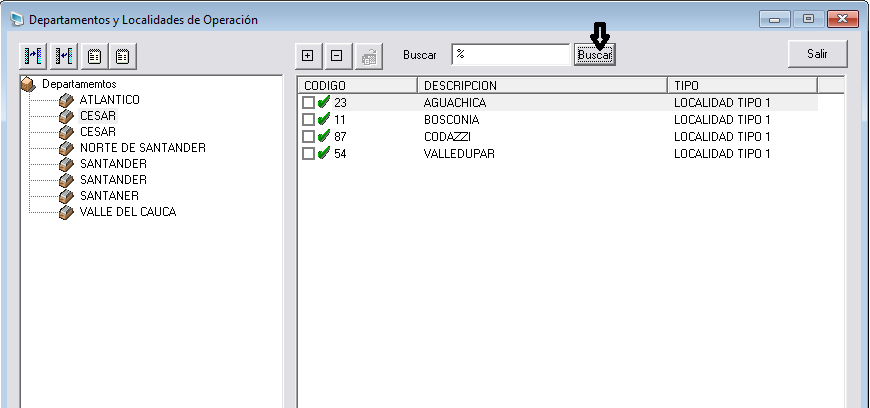 Departamentos y Localidades de Operación
Buscar % Buscar Salir
Departamemtos
ATLANTICO
CESAR
CESAR
NORTE DE SANTANDER
SANTANDER
SANTANDER
SANTANER
VALLE DEL CAUCA
CODIGO DESCRIPCION TIPO
23 AGUACHICA LOCALIDAD TIPO 1
11 BOSCONIA LOCALIDAD TIPO 1
87 CODAZZI LOCALIDAD TIPO 1
54 VALLEDUPAR LOCALIDAD TIPO 1